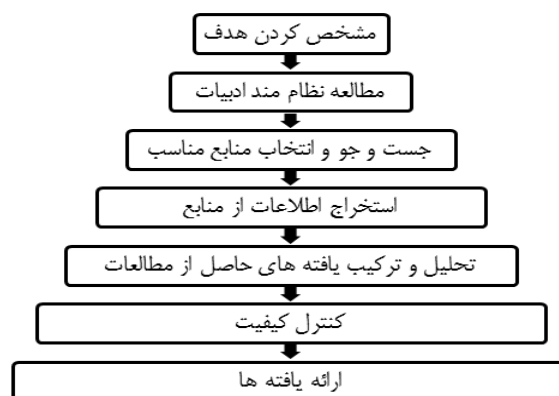 مشخص کردن هدف
مطالعه نظام مند ادبیات
جست و جو و انتخاب منابع مناسب
استخراج اطلاعات از منابع
تحلیل و ترکیب یافته های حاصل از مطالعات
کنترل کیفیت
ارائه یافته ها